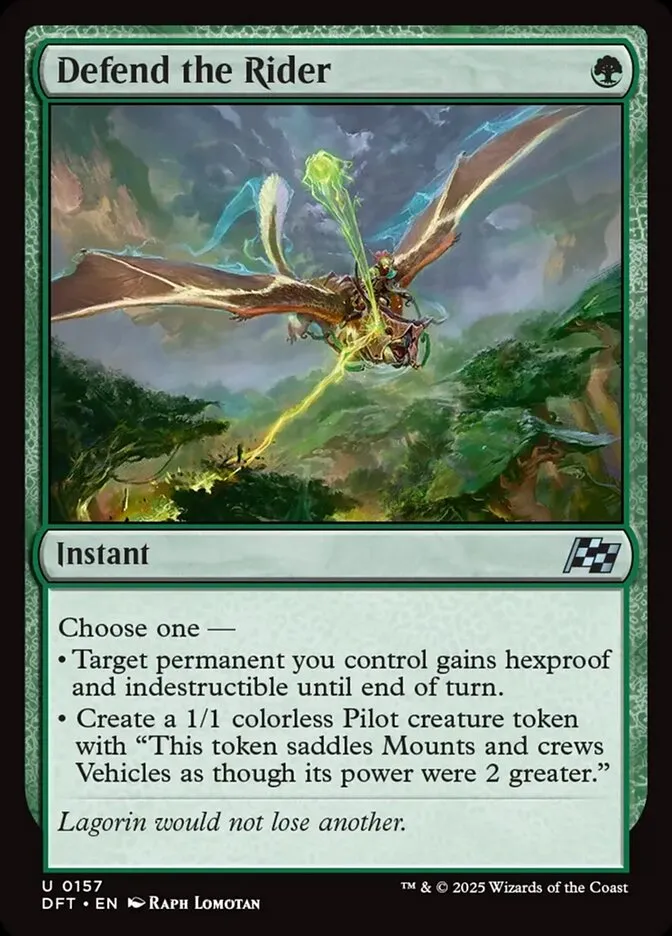 Defend the Rider
Instant
Choose one —
• Target permanent you control gains hexproof
and indestructible until end of turn.
• Create a 1/1 colorless Pilot creature token
with “This token saddles Mounts and crews
Vehicles as though its power were 2 greater.”
Lagorin would not lose another.
U 0157
DFT • EN Raph Lomotan
™ & © 2025 Wizards of the Coast